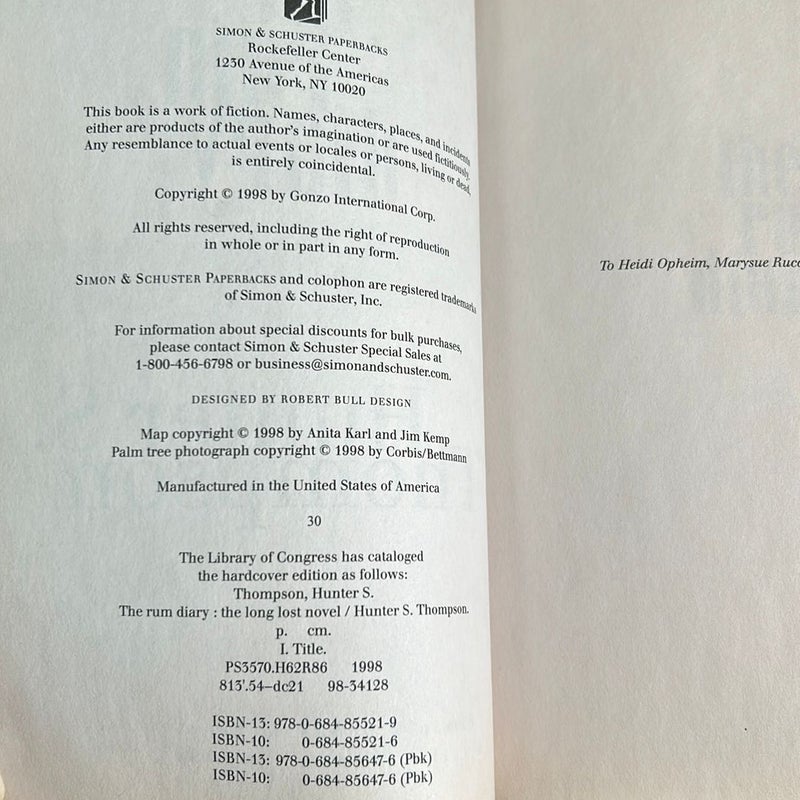 SIMON & SCHUSTER PAPERBACKS
Rockefeller Center
1230 Avenue of the Americas
New York, NY 10020
This book is a work of fiction. Names, characters, places, and incidents
either are products of the author's imagination or are used fictitiously.
Any resemblance to actual events or locales or persons, living or dead,
is entirely coincidental.
Copyright © 1998 by Gonzo International Corp.
All rights reserved, including the right of reproduction
in whole or in part in any form.
SIMON & SCHUSTER PAPERBACKS and colophon are registered trademarks
of Simon & Schuster, Inc.
For information about special discounts for bulk purchases,
please contact Simon & Schuster Special Sales at
1-800-456-6798 or business@simonandschuster.com.
DESIGNED BY ROBERT BULL DESIGN
Map copyright © 1998 by Anita Karl and Jim Kemp
Palm tree photograph copyright © 1998 by Corbis/Bettmann
Manufactured in the United States of America
30
The Library of Congress has cataloged
the hardcover edition as follows:
Thompson, Hunter S.
The rum diary : the long lost novel / Hunter S. Thompson.
p. cm.
I. Title.
PS3570.H62R86 1998
813'.54–dc21 98-34128
ISBN-13: 978-0-684-85521-9
ISBN-10: 0-684-85521-6
ISBN-13: 978-0-684-85647-6 (Pbk)
ISBN-10: 0-684-85647-6 (Pbk)
To Heidi Opheim, Marysue Rucc